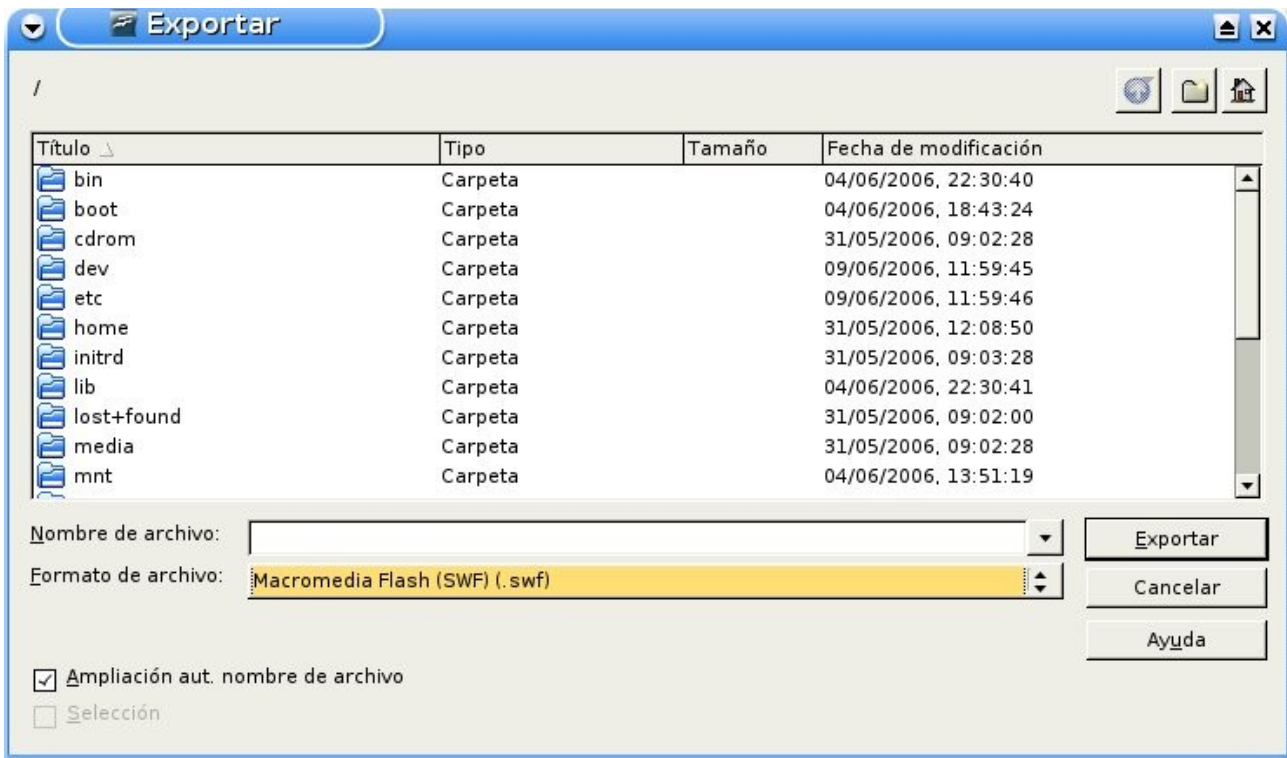 Exportar
/
Título Tipo Tamaño Fecha de modificación
bin Carpeta 04/06/2006, 22:30:40
boot Carpeta 04/06/2006, 18:43:24
cdrom Carpeta 31/05/2006, 09:02:28
dev Carpeta 09/06/2006, 11:59:45
etc Carpeta 09/06/2006, 11:59:46
home Carpeta 31/05/2006, 12:08:50
initrd Carpeta 31/05/2006, 09:03:28
lib Carpeta 04/06/2006, 22:30:41
lost+found Carpeta 31/05/2006, 09:02:00
media Carpeta 31/05/2006, 09:02:28
mnt Carpeta 04/06/2006, 13:51:19
Nombre de archivo: Exportar
Formato de archivo: Macromedia Flash (SWF) (.swf) Cancelar
Ayuda
Ampliación aut. nombre de archivo
Selección